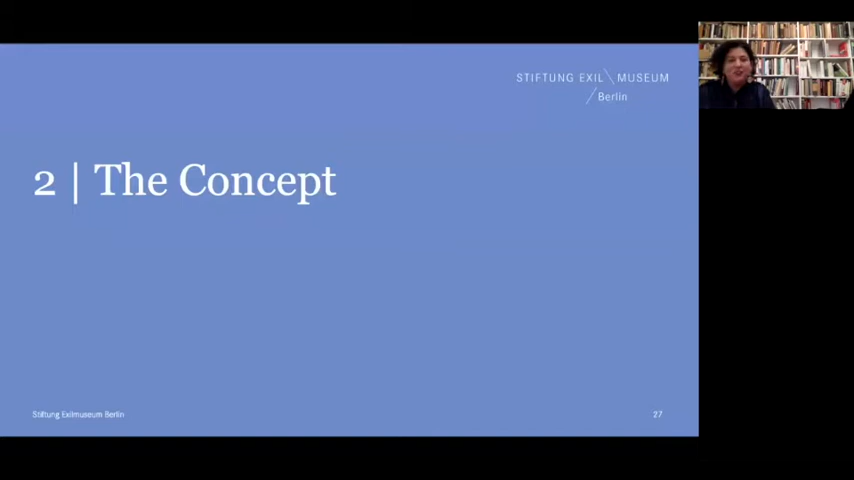 STIFTUNG EXIL\MUSEUM
/Berlin
2 | The Concept
Stiftung Exilmuseum Berlin
27